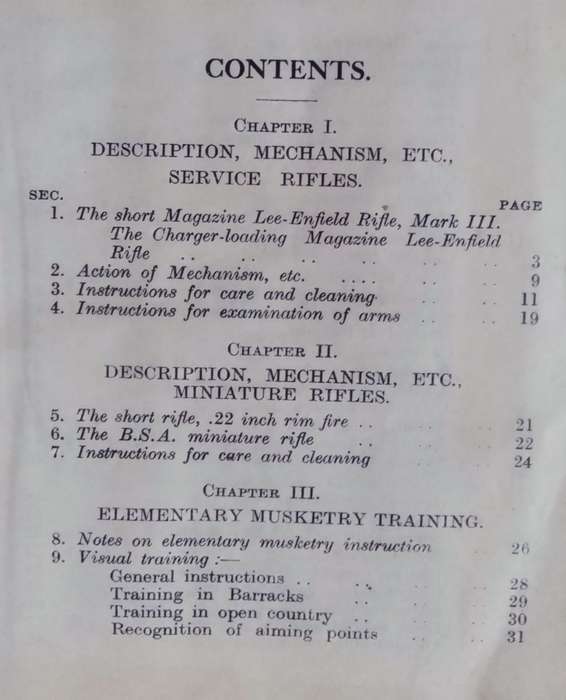 CONTENTS.
CHAPTER I.
DESCRIPTION, MECHANISM, ETC.,
SERVICE RIFLES.
SEC. PAGE
1. The short Magazine Lee-Enfield Rifle, Mark III.
The Charger-loading Magazine Lee-Enfield
Rifle .. .. .. .. .. .. 3
2. Action of Mechanism, etc. .... .. .. 9
3. Instructions for care and cleaning .. .. 11
4. Instructions for examination of arms .. .. 19
CHAPTER II.
DESCRIPTION, MECHANISM, ETC.,
MINIATURE RIFLES.
5. The short rifle, .22 inch rim fire .. .. .. 21
6. The B.S.A. miniature rifle .. .. .. 22
7. Instructions for care and cleaning .. .. 24
CHAPTER III.
ELEMENTARY MUSKETRY TRAINING.
8. Notes on elementary musketry instruction .. 26
9. Visual training :—
General instructions .. .. .. .. 28
Training in Barracks .. .. .. 29
Training in open country .. .. .. .. 30
Recognition of aiming points .. .. 31